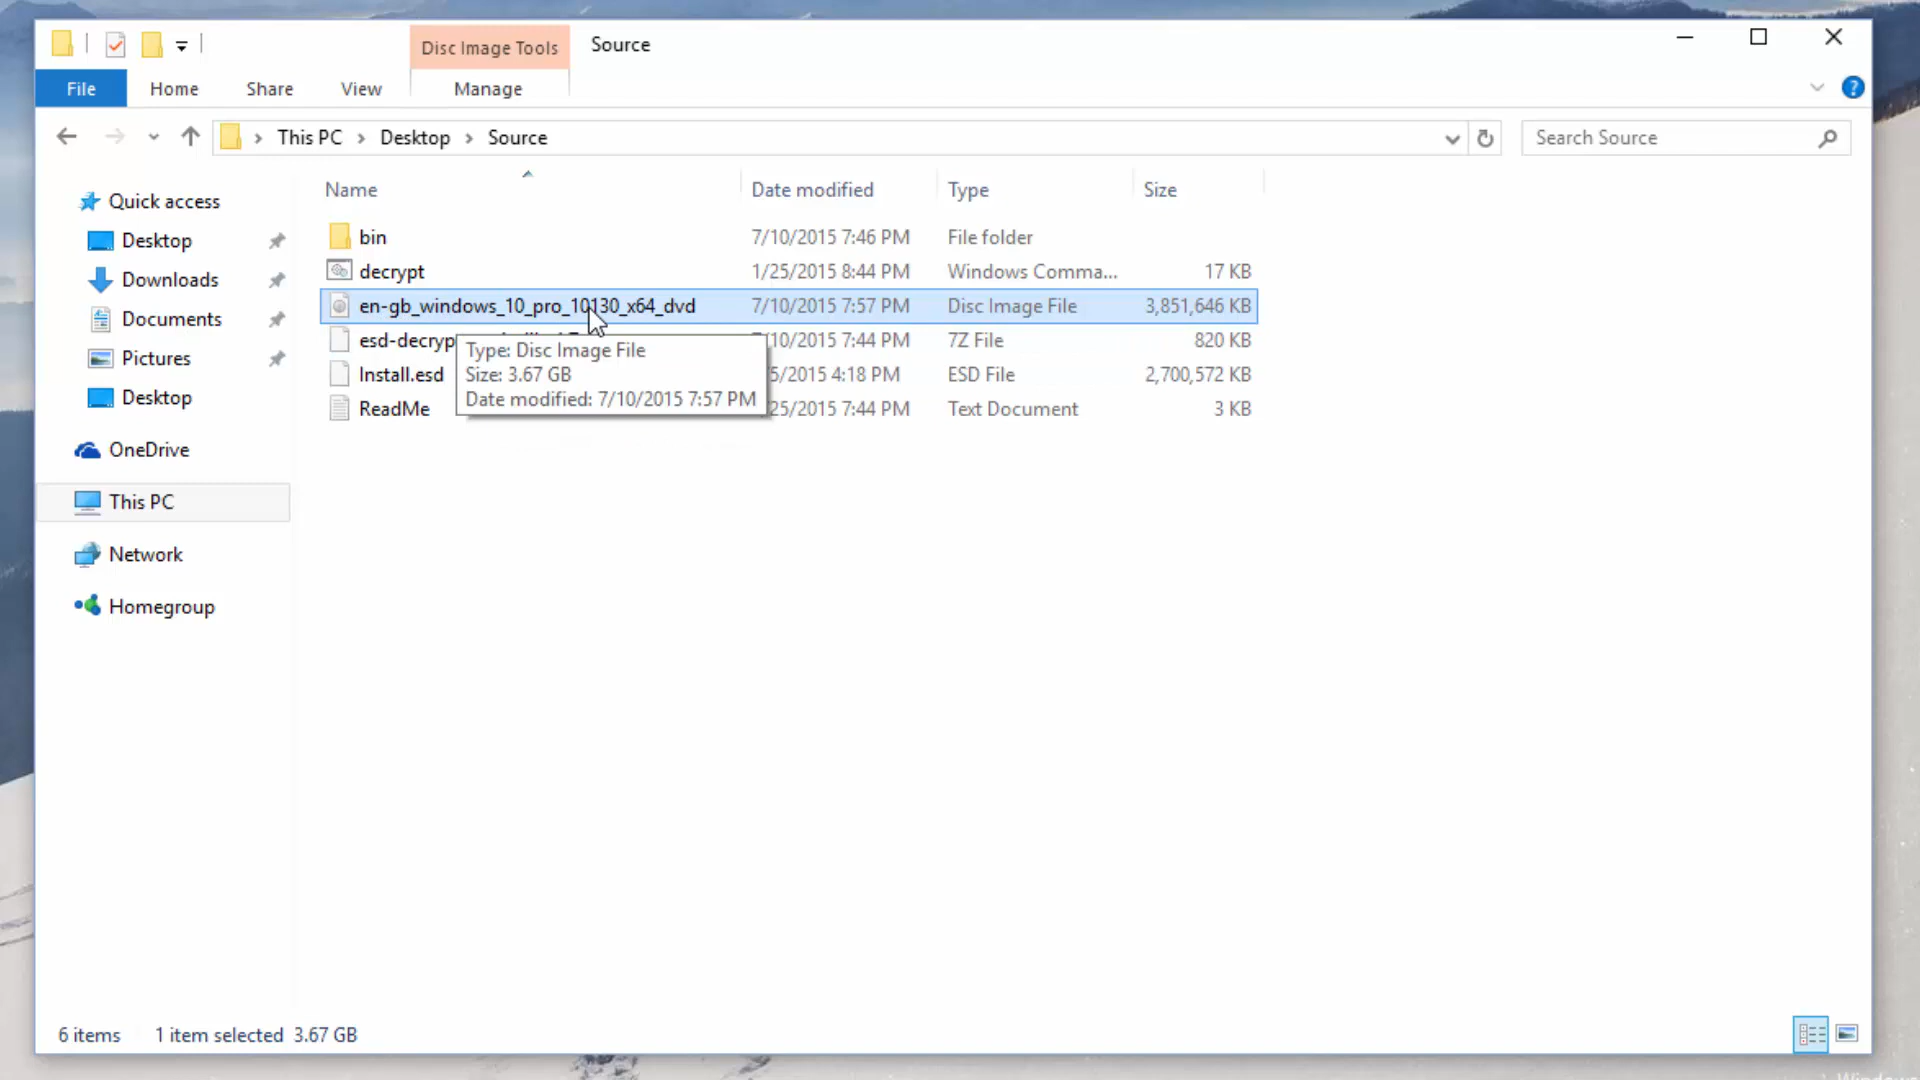 Disc Image Tools
Source
File
Home
Share
View
Manage
?
This PC
Desktop
Source
Search Source
Name
Date modified
Type
Size
Quick access
Desktop
Downloads
Documents
Pictures
Desktop
OneDrive
This PC
Network
Homegroup
bin 7/10/2015 7:46 PM File folder
decrypt 1/25/2015 8:44 PM Windows Comma... 17 KB
en-gb_windows_10_pro_10130_x64_dvd 7/10/2015 7:57 PM Disc Image File 3,851,646 KB
esd-decryp 10/2015 7:44 PM 7Z File 820 KB
Install.esd 5/2015 4:18 PM ESD File 2,700,572 KB
ReadMe 25/2015 7:44 PM Text Document 3 KB
Type: Disc Image File
Size: 3.67 GB
Date modified: 7/10/2015 7:57 PM
6 items 1 item selected 3.67 GB